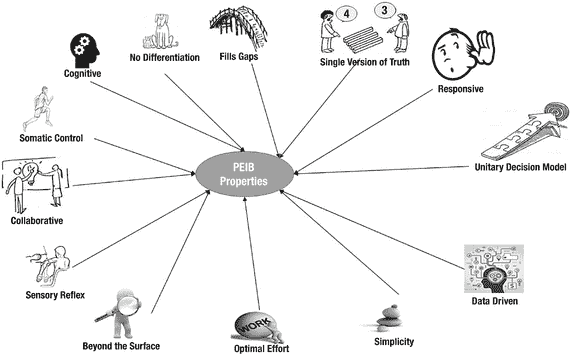 4
3
Cognitive
No Differentiation
Fills Gaps
Single Version of Truth
Responsive
Somatic Control
PEIB
Properties
Unitary Decision Model
Collaborative
Sensory Reflex
Data Driven
Beyond the Surface
WORK
Optimal Effort
Simplicity